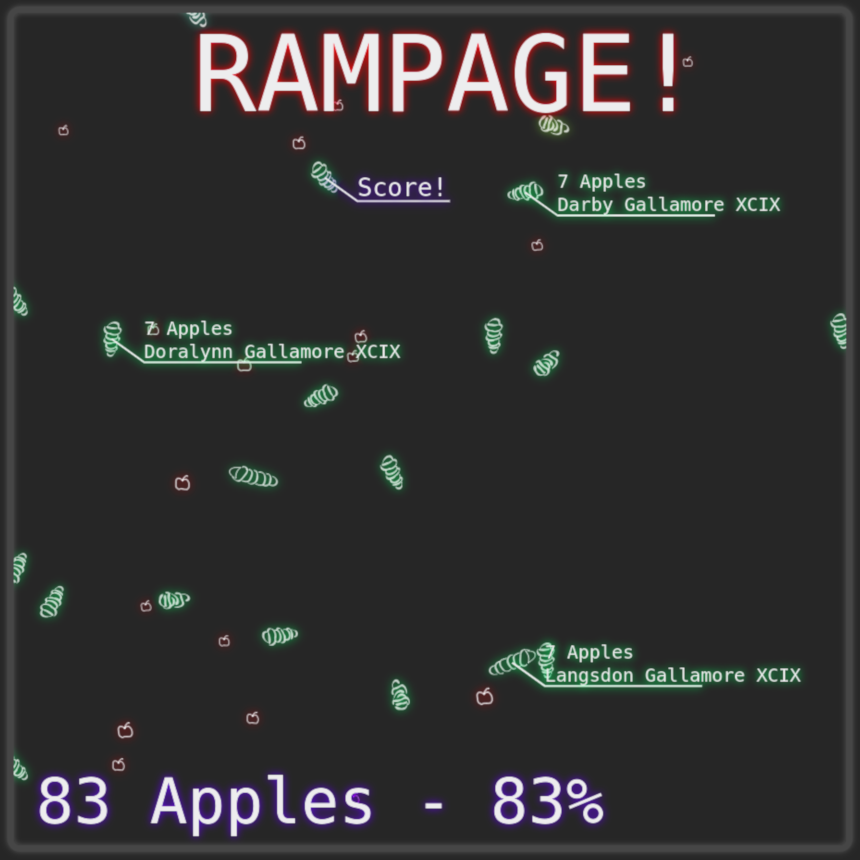 RAMPAGE!
Score!
7 Apples
Darby Gallamore XCIX
7 Apples
Doralynn Gallamore XCIX
7 Apples
Langsdon Gallamore XCIX
83 Apples - 83%